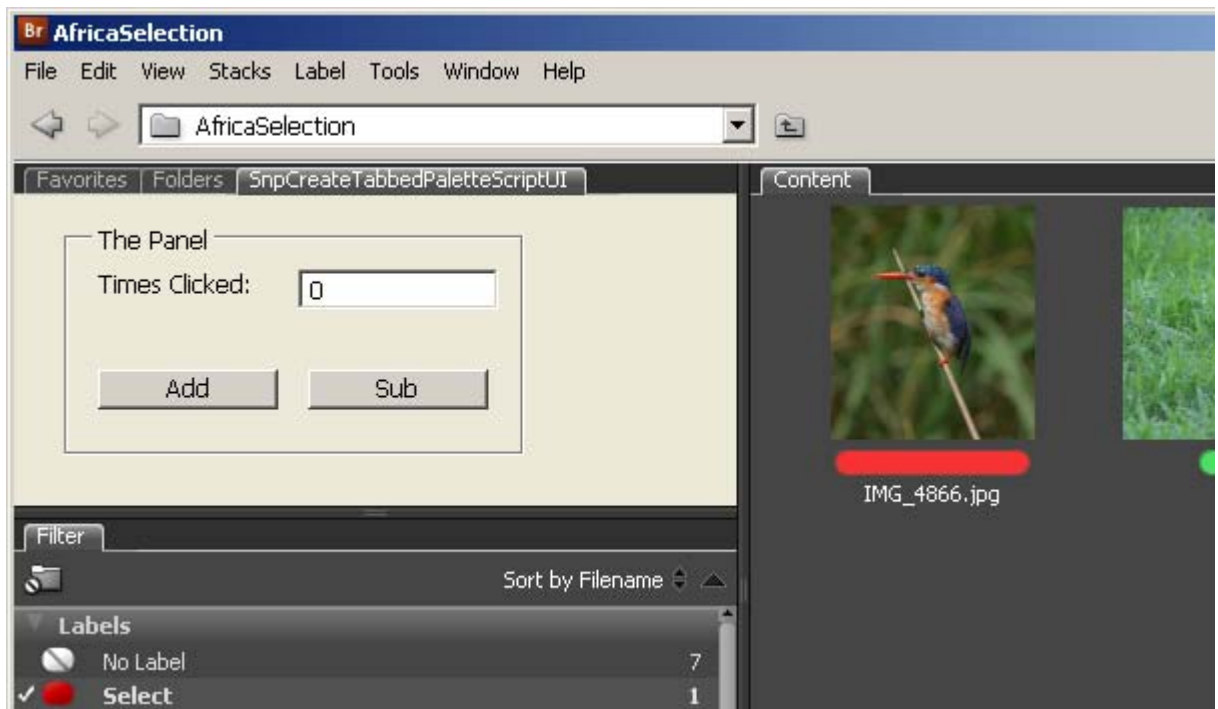 Br AfricaSelection
File Edit View Stacks Label Tools Window Help
AfricaSelection
Favorites Folders SnpCreateTabbedPaletteScriptUI
The Panel
Times Clicked: 0
Add Sub
Content
IMG_4866.jpg
Filter
Sort by Filename
Labels
No Label 7
Select 1